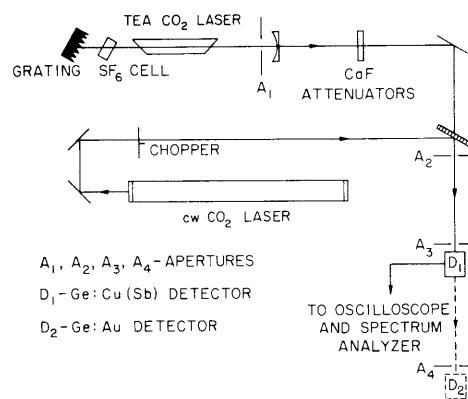 TEA CO₂ LASER
GRATING
SF₆ CELL
A₁
CaF
ATTENUATORS
CHOPPER
A₂
cw CO₂ LASER
A₃
D₁
A₁, A₂, A₃, A₄-APERTURES
D₁-Ge:Cu(Sb) DETECTOR
D₂-Ge:Au DETECTOR
TO OSCILLOSCOPE
AND SPECTRUM
ANALYZER
A₄
D₂